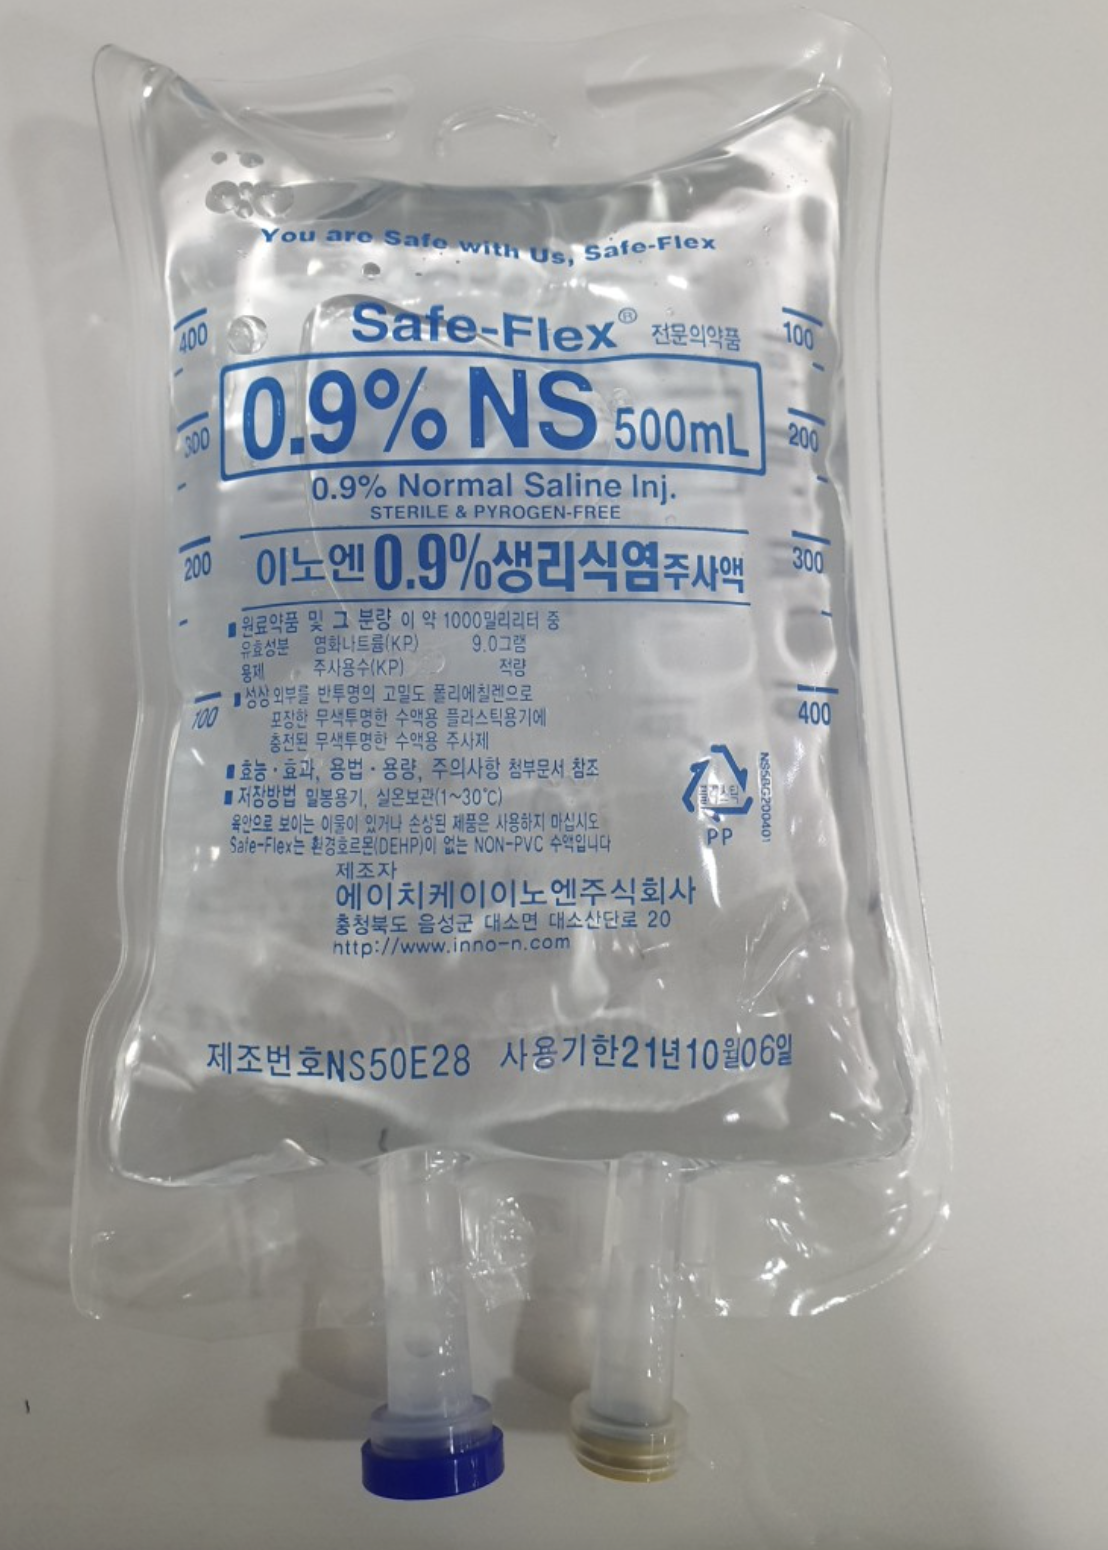 You are Safe with Us, Safe-Flex
Safe-Flex® 전문의약품
0.9% NS 500mL
0.9% Normal Saline Inj.
STERILE & PYROGEN-FREE
이노엔 0.9%생리식염주사액
400
300
200
100
100
200
300
400
■ 원료약품 및 그 분량 이 약 1000밀리리터 중
유효성분 염화나트륨(KP) 9.0그램
용제 주사용수(KP) 적량
■ 성상 외부를 반투명의 고밀도 폴리에칠렌으로
포장한 무색투명한 수액용 플라스틱용기에
충전된 무색투명한 수액용 주사제
■ 효능·효과, 용법·용량, 주의사항 첨부문서 참조
■ 저장방법 밀봉용기, 실온보관(1~30℃)
육안으로 보이는 이물이 있거나 손상된 제품은 사용하지 마십시오
Safe-Flex는 환경호르몬(DEHP)이 없는 NON-PVC 수액입니다
플라스틱
PP
제조자
에이치케이이노엔주식회사
충청북도 음성군 대소면 대소산단로 20
http://www.inno-n.com
제조번호NS50E28 사용기한21년10월06일